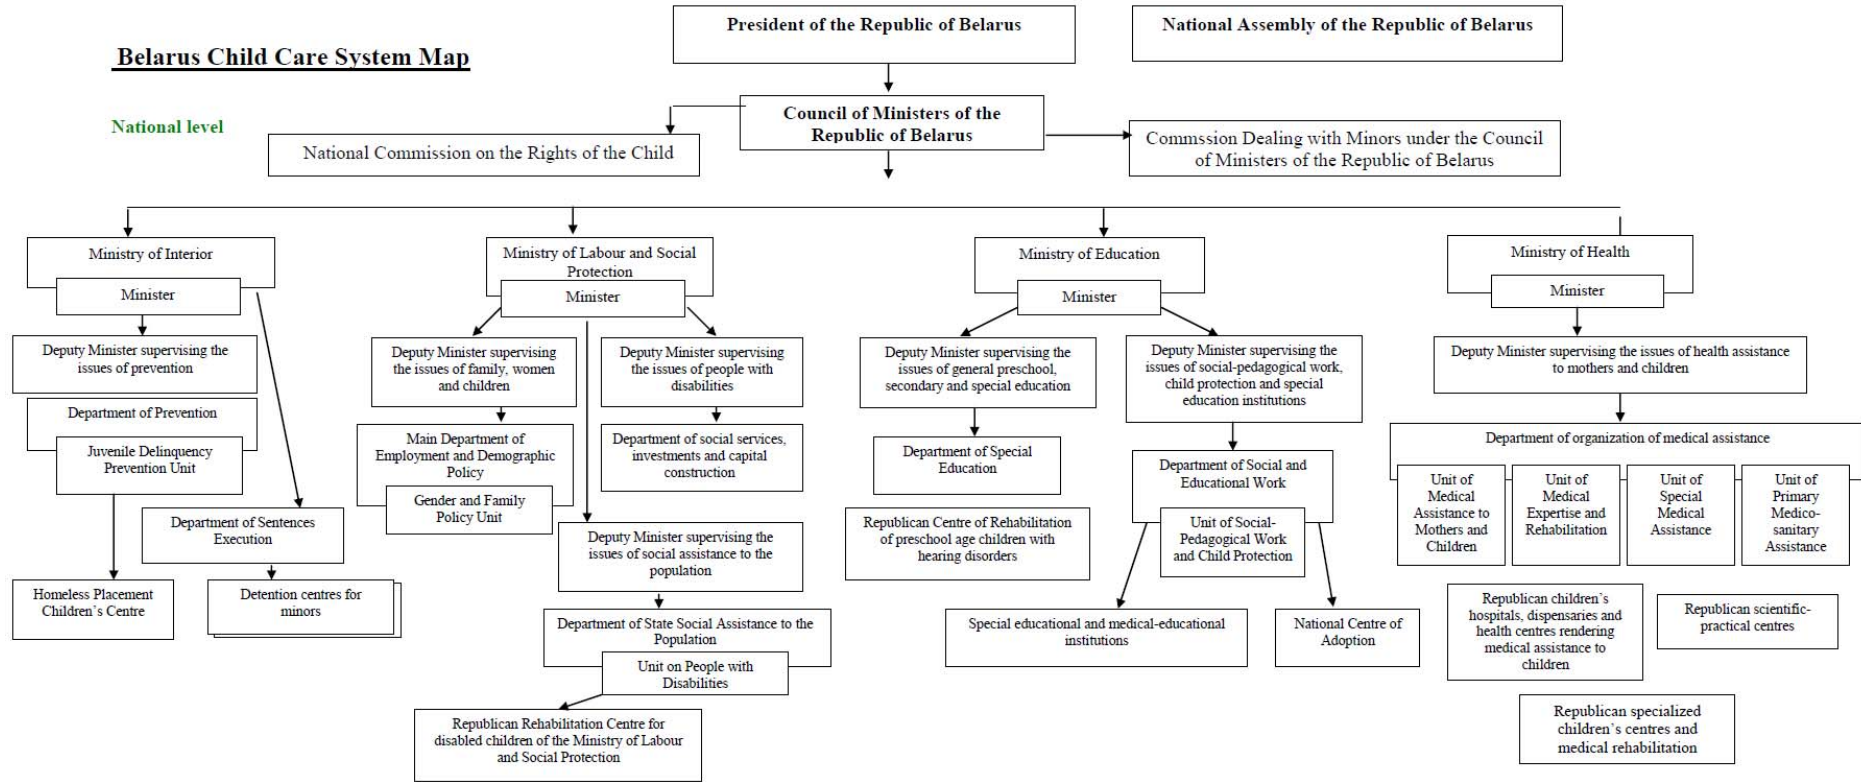 President of the Republic of Belarus
National Assembly of the Republic of Belarus
Belarus Child Care System Map
National level
Council of Ministers of the
Republic of Belarus
National Commission on the Rights of the Child
Commssion Dealing with Minors under the Council
of Ministers of the Republic of Belarus
Ministry of Interior
Minister
Deputy Minister supervising the
issues of prevention
Department of Prevention
Juvenile Delinquency
Prevention Unit
Department of Sentences
Execution
Homeless Placement
Children's Centre
Detention centres for
minors
Ministry of Labour and Social
Protection
Minister
Deputy Minister supervising
the issues of family, women
and children
Deputy Minister supervising
the issues of people with
disabilities
Main Department of
Employment and Demographic
Policy
Gender and Family
Policy Unit
Department of social services,
investments and capital
construction
Deputy Minister supervising the
issues of social assistance to the
population
Department of State Social Assistance to the
Population
Unit on People with
Disabilities
Republican Rehabilitation Centre for
disabled children of the Ministry of Labour
and Social Protection
Ministry of Education
Minister
Deputy Minister supervising the
issues of general preschool,
secondary and special education
Deputy Minister supervising the
issues of social-pedagogical work,
child protection and special
education institutions
Department of Special
Education
Republican Centre of Rehabilitation
of preschool age children with
hearing disorders
Department of Social and
Educational Work
Unit of Social-
Pedagogical Work
and Child Protection
Special educational and medical-educational
institutions
National Centre of
Adoption
Ministry of Health
Minister
Deputy Minister supervising the issues of health assistance
to mothers and children
Department of organization of medical assistance
Unit of
Medical
Assistance to
Mothers and
Children
Unit of
Medical
Expertise and
Rehabilitation
Unit of
Special
Medical
Assistance
Unit of
Primary
Medico-
sanitary
Assistance
Republican children's
hospitals, dispensaries and
health centres rendering
medical assistance to
children
Republican scientific-
practical centres
Republican specialized
children's centres and
medical rehabilitation